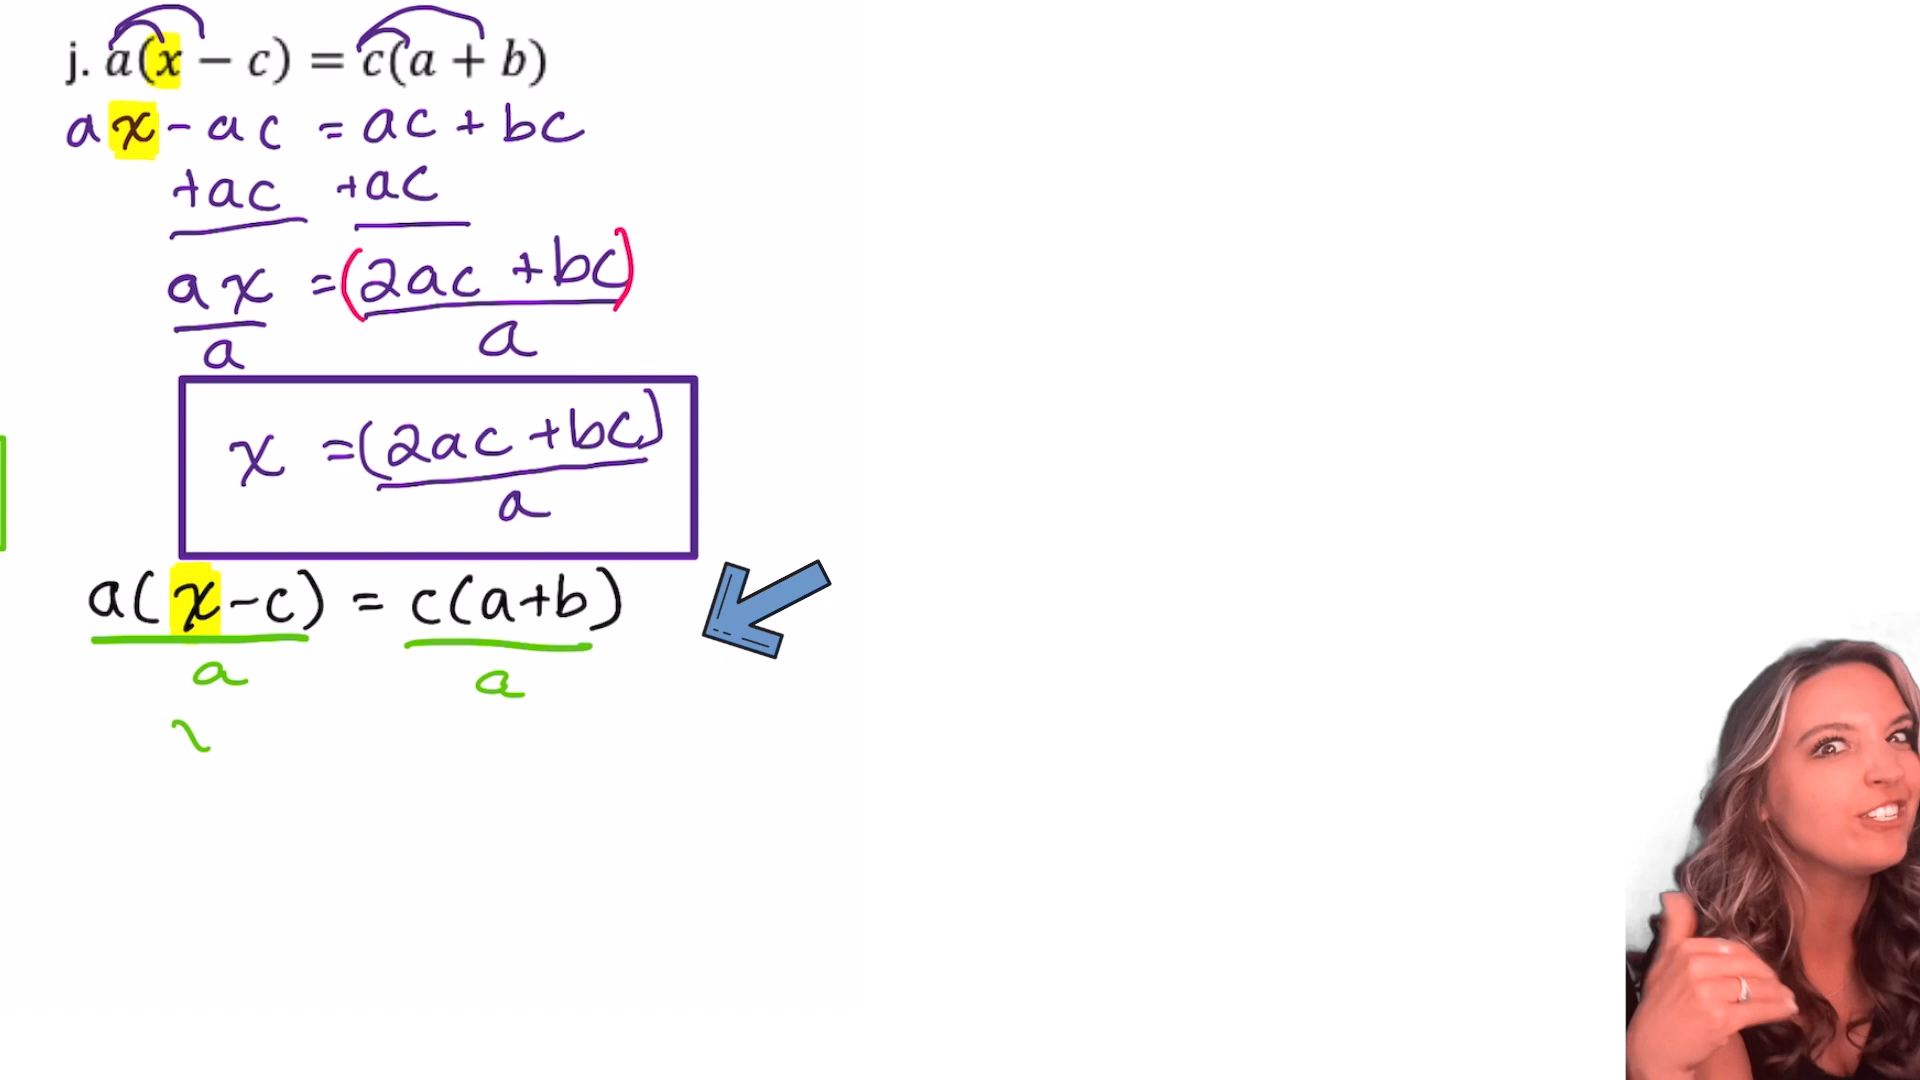 j. a(x − c) = c(a + b)
ax - ac = ac + bc
+ac +ac
ax = (2ac + bc)
a a
x = (2ac + bc)
a
a(x-c) = c(a+b)
a a